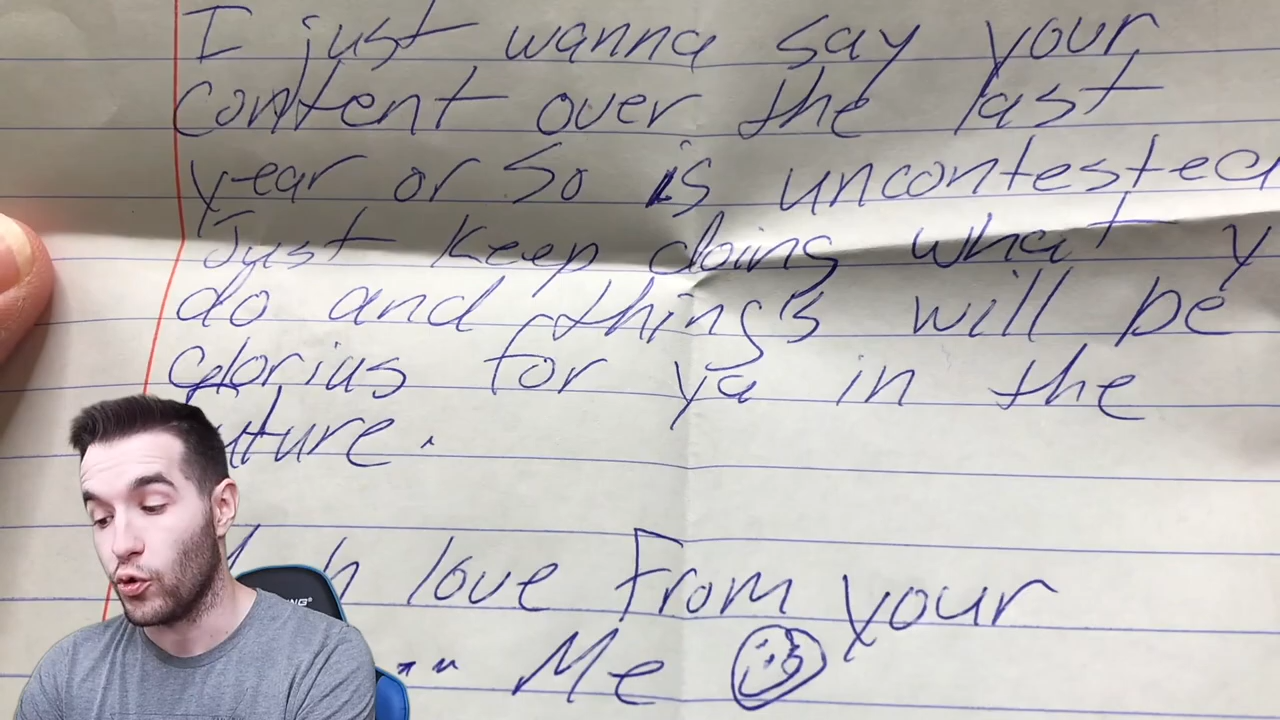 I just wanna say your
content over the last
year or so is uncontested
Just keep doing what y
do and thing's will be
glorius for ya in the
uture.
love From your
Me